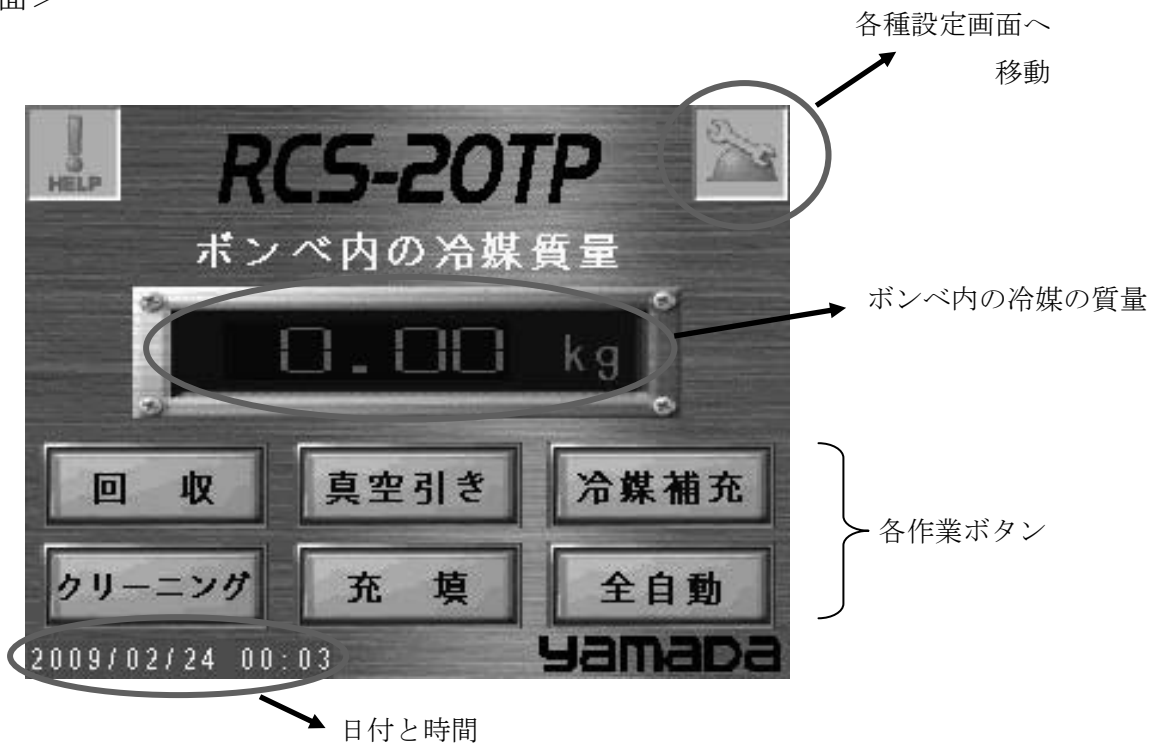 面＞
各種設定画面へ
移動
HELP
RCS-20TP
ボンベ内の冷媒質量
0.00 kg
ボンベ内の冷媒の質量
回 収
真空引き
冷媒補充
各作業ボタン
クリーニング
充 填
全自動
2009/02/24 00:03
yamada
日付と時間